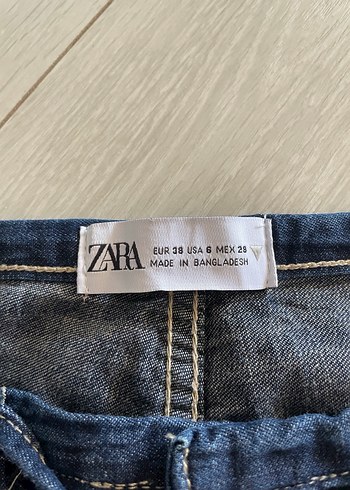 ZARA
EUR 38 USA 6 MEX 28
MADE IN BANGLADESH